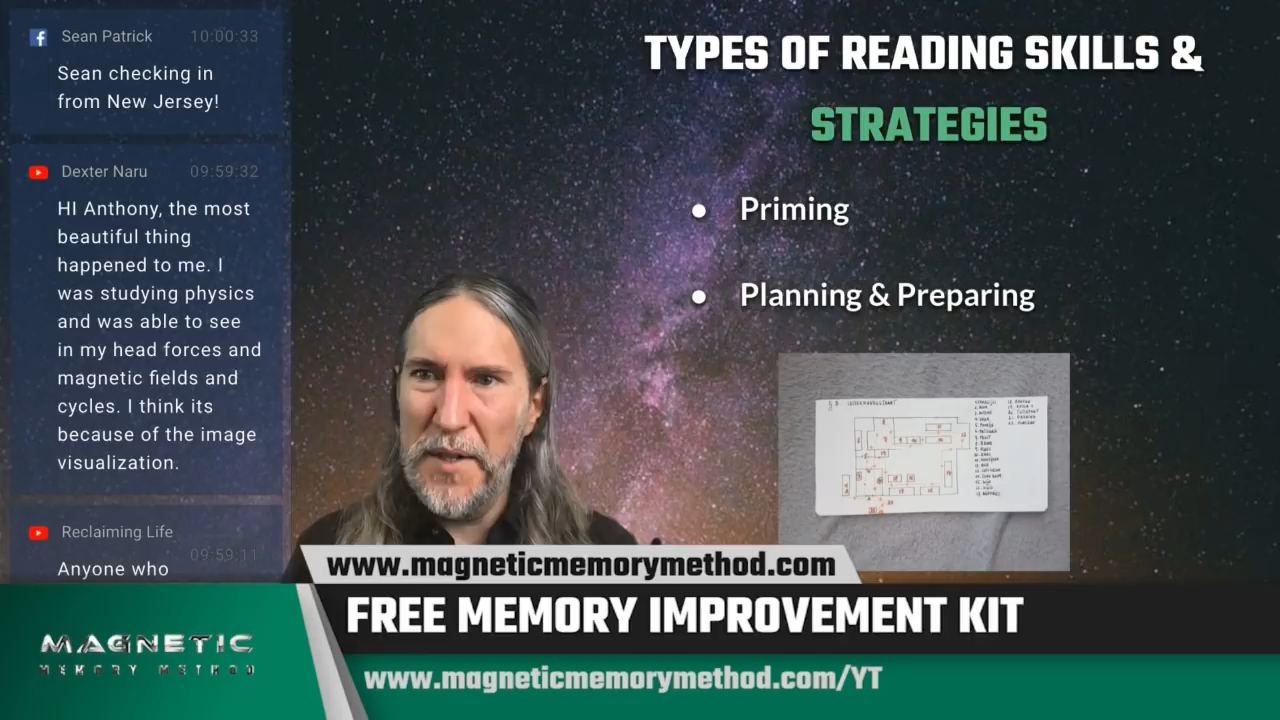 Sean Patrick 10:00:33
Sean checking in
from New Jersey!
Dexter Naru 09:59:32
HI Anthony, the most
beautiful thing
happened to me. I
was studying physics
and was able to see
in my head forces and
magnetic fields and
cycles. I think its
because of the image
visualization.
Reclaiming Life
09:59:11
Anyone who
TYPES OF READING SKILLS &
STRATEGIES
• Priming
• Planning & Preparing
www.magneticmemorymethod.com
FREE MEMORY IMPROVEMENT KIT
www.magneticmemorymethod.com/YT
MAGNETIC
MEMORY METHOD